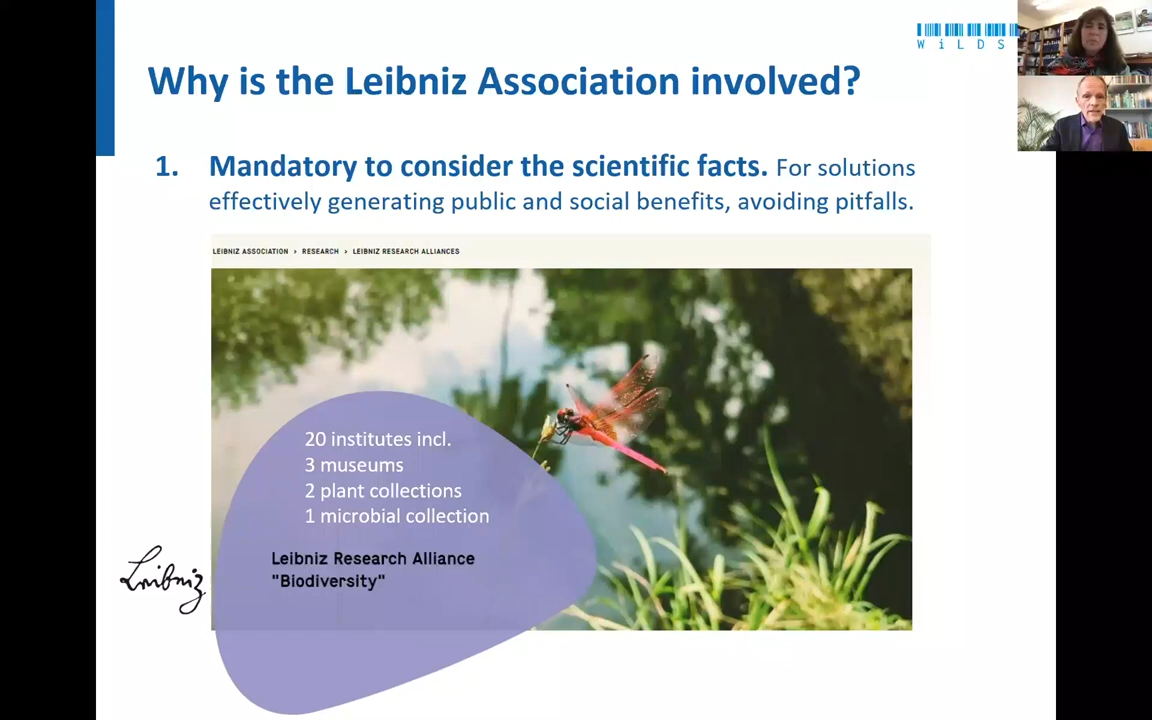 WiLDS
Why is the Leibniz Association involved?
1. Mandatory to consider the scientific facts. For solutions
effectively generating public and social benefits, avoiding pitfalls.
LEIBNIZ ASSOCIATION > RESEARCH > LEIBNIZ RESEARCH ALLIANCES
20 institutes incl.
3 museums
2 plant collections
1 microbial collection
Leibniz Research Alliance
"Biodiversity"
Leibniz